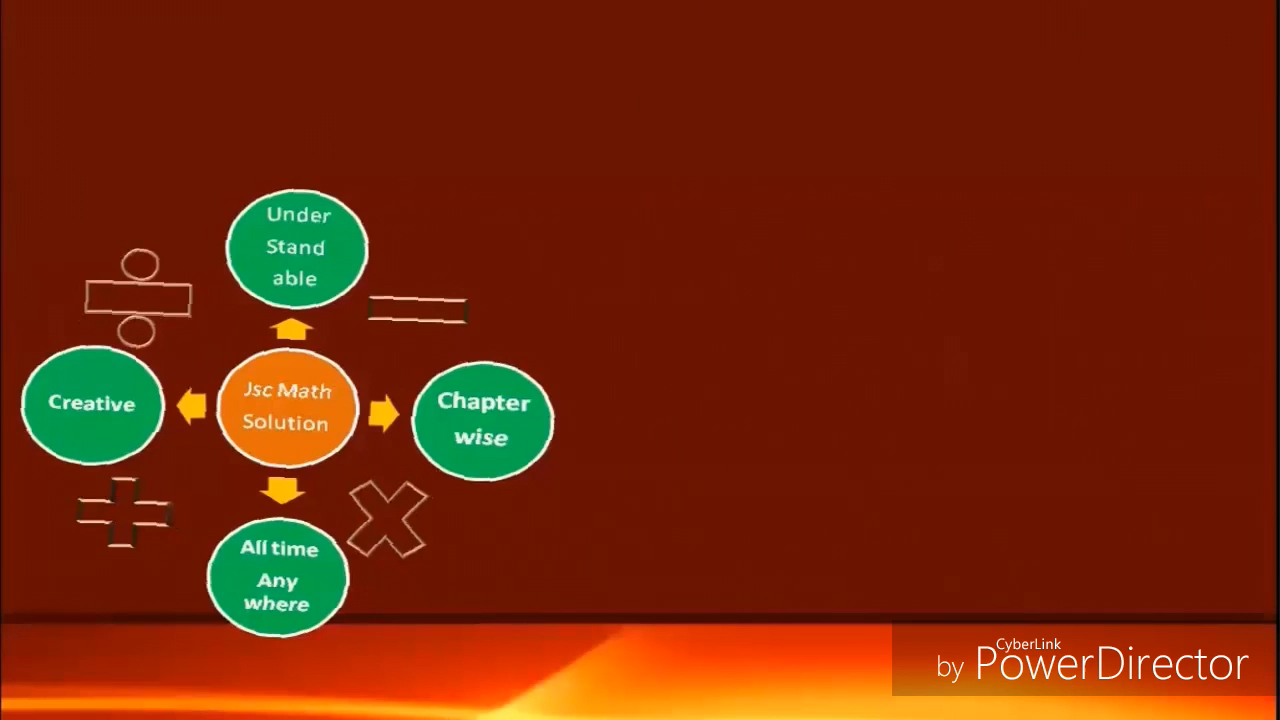 Under
Stand
able
Creative
Jsc Math
Solution
Chapter
wise
All time
Any
where
CyberLink
by PowerDirector